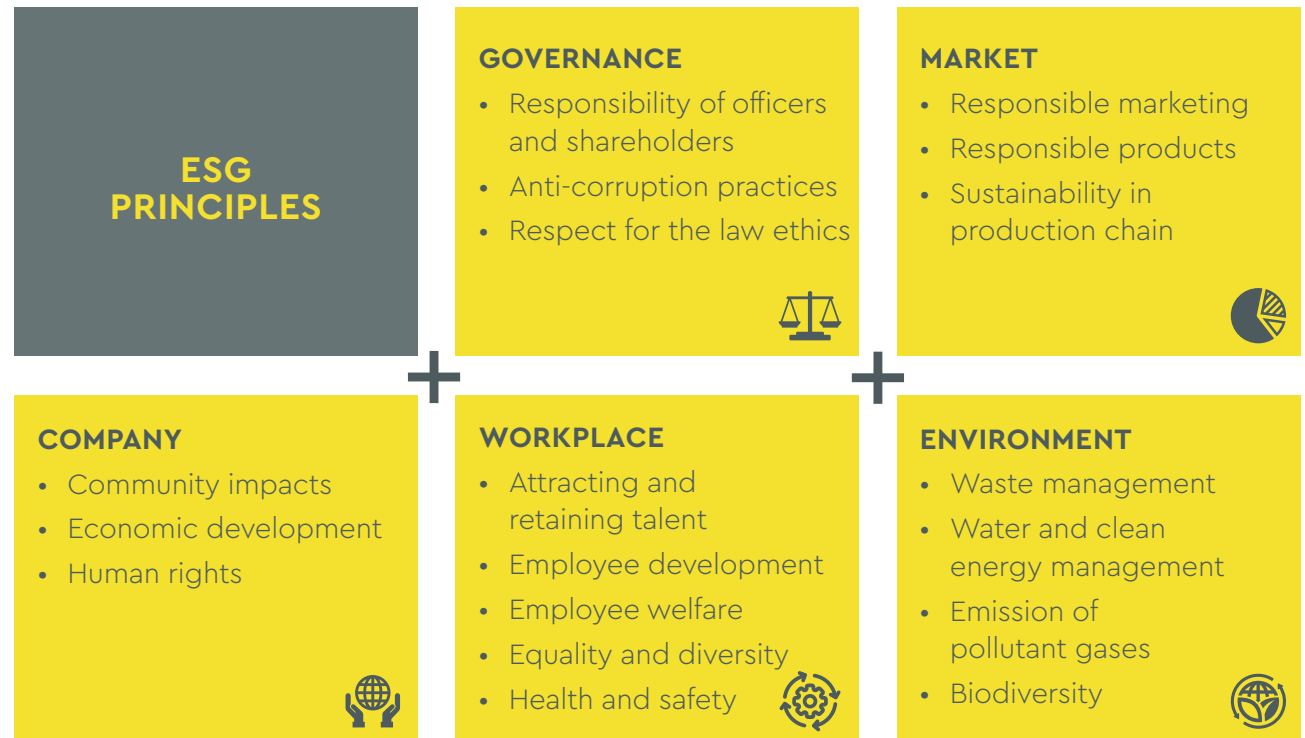 ESG
PRINCIPLES
GOVERNANCE
• Responsibility of officers
and shareholders
• Anti-corruption practices
• Respect for the law ethics
MARKET
• Responsible marketing
• Responsible products
• Sustainability in
production chain
COMPANY
• Community impacts
• Economic development
• Human rights
WORKPLACE
• Attracting and
retaining talent
• Employee development
• Employee welfare
• Equality and diversity
• Health and safety
ENVIRONMENT
• Waste management
• Water and clean
energy management
• Emission of
pollutant gases
• Biodiversity